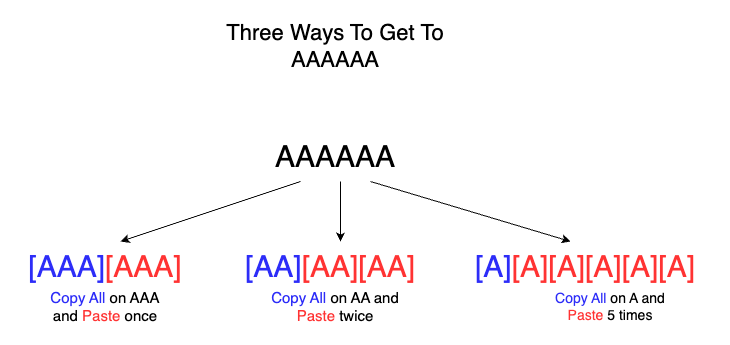 Three Ways To Get To
AAAAAA
AAAAAA
[AAA][AAA]
Copy All on AAA
and Paste once
[AA][AA][AA]
Copy All on AA and
Paste twice
[A][A][A][A][A][A]
Copy All on A and
Paste 5 times